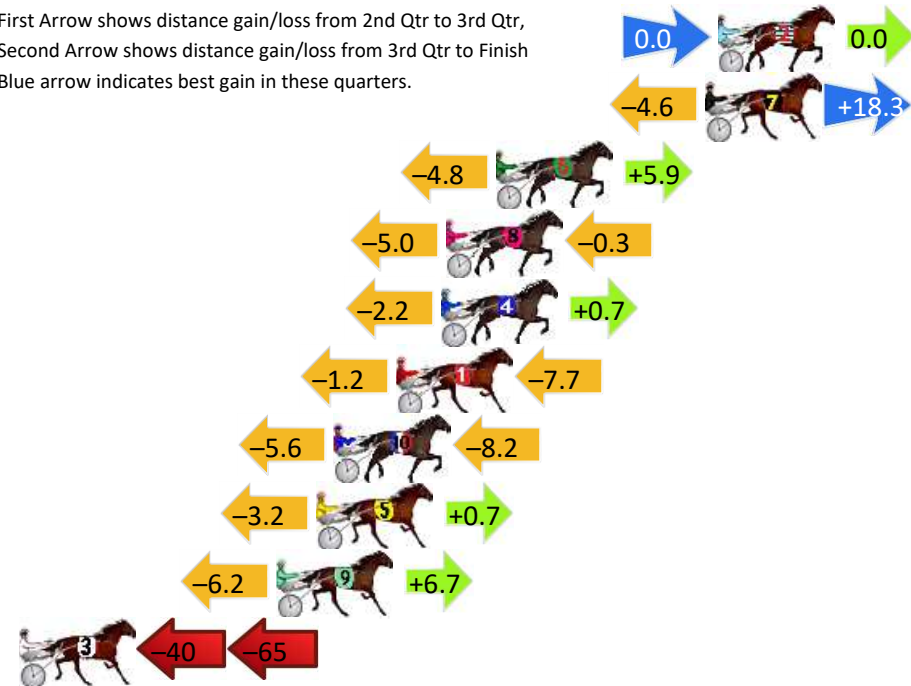 First Arrow shows distance gain/loss from 2nd Qtr to 3rd Qtr,
Second Arrow shows distance gain/loss from 3rd Qtr to Finish
Blue arrow indicates best gain in these quarters.
0.0 2 0.0
–4.6 7 +18.3
–4.8 6 +5.9
–5.0 8 –0.3
–2.2 4 +0.7
–1.2 1 –7.7
–5.6 10 –8.2
–3.2 5 +0.7
–6.2 9 +6.7
3 –40 –65